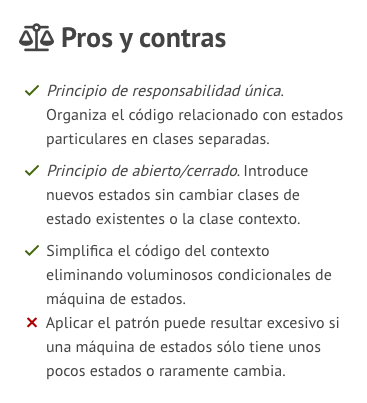 Pros y contras
Principio de responsabilidad única.
Organiza el código relacionado con estados
particulares en clases separadas.
Principio de abierto/cerrado. Introduce
nuevos estados sin cambiar clases de
estado existentes o la clase contexto.
Simplifica el código del contexto
eliminando voluminosos condicionales de
máquina de estados.
Aplicar el patrón puede resultar excesivo si
una máquina de estados sólo tiene unos
pocos estados o raramente cambia.